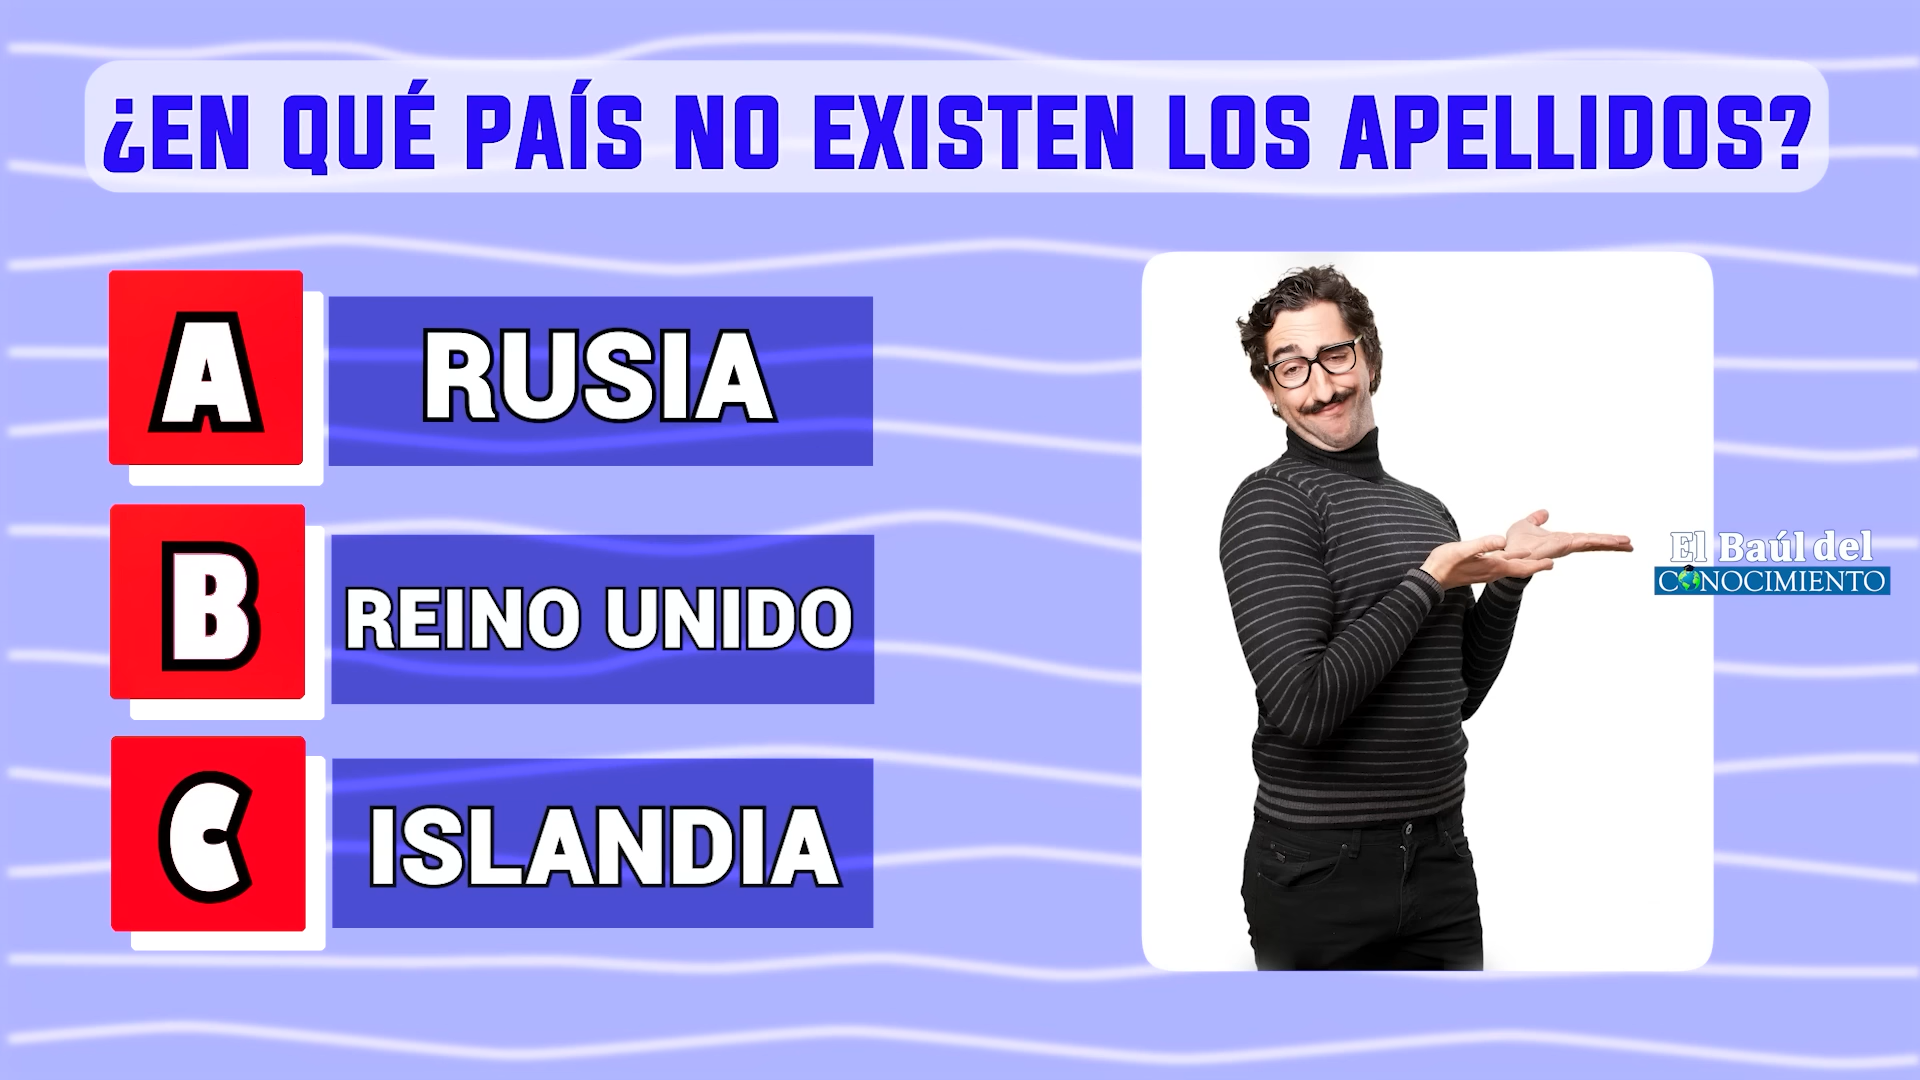 ¿EN QUÉ PAÍS NO EXISTEN LOS APELLIDOS?
A
RUSIA
B
REINO UNIDO
C
ISLANDIA
El Baúl del
CONOCIMIENTO